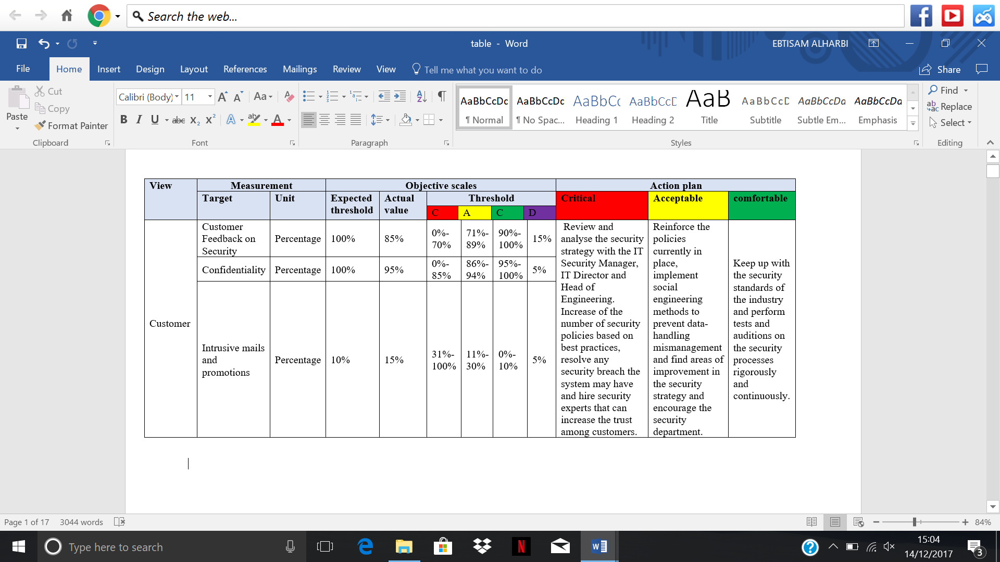 Search the web...
table - Word
EBTISAM ALHARBI
File Home Insert Design Layout References Mailings Review View Tell me what you want to do Share
Paste
Cut
Copy
Format Painter
Clipboard
Calibri (Body) 11
Font
Paragraph
AaBbCcDc AaBbCcDc AaBbCc AaBbCcD AaB AaBbCcD AaBbCcDa AaBbCcDa
¶ Normal ¶ No Spac... Heading 1 Heading 2 Title Subtitle Subtle Em... Emphasis
Styles
Find
Replace
Select
Editing
View
Measurement
Objective scales
Action plan
Target
Unit
Expected
threshold
Actual
value
Threshold
C A C D
Critical
Acceptable
comfortable
Customer
Customer
Feedback on
Security
Percentage
100%
85%
0%-
70%
71%-
89%
90%-
100%
15%
Confidentiality
Percentage
100%
95%
0%-
85%
86%-
94%
95%-
100%
5%
Intrusive mails
and
promotions
Percentage
10%
15%
31%-
100%
11%-
30%
0%-
10%
5%
Review and
analyse the security
strategy with the IT
Security Manager,
IT Director and
Head of
Engineering.
Increase of the
number of security
policies based on
best practices,
resolve any
security breach the
system may have
and hire security
experts that can
increase the trust
among customers.
Reinforce the
policies
currently in
place,
implement
social
engineering
methods to
prevent data-
handling
mismanagement
and find areas of
improvement in
the security
strategy and
encourage the
security
department.
Keep up with
the security
standards of
the industry
and perform
tests and
auditions on
the security
processes
rigorously
and
continuously.
Page 1 of 17 3044 words
84%
Type here to search
15:04
14/12/2017
3